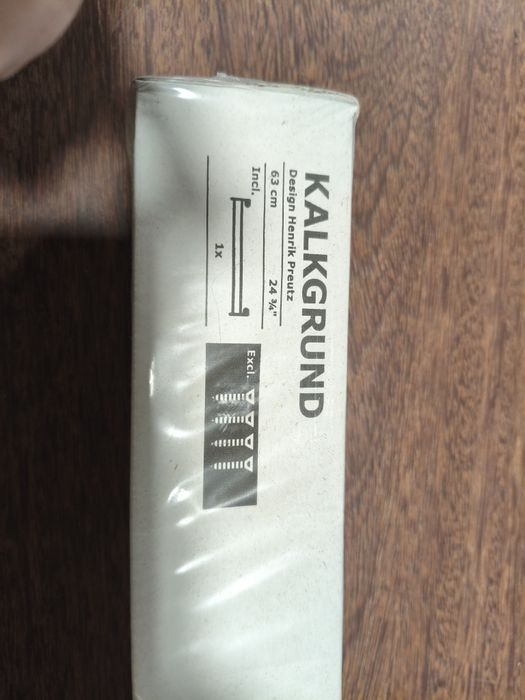 KALKGRUND
Design Henrik Preutz
63 cm 24 ¾"
Incl.
1x
Excl.